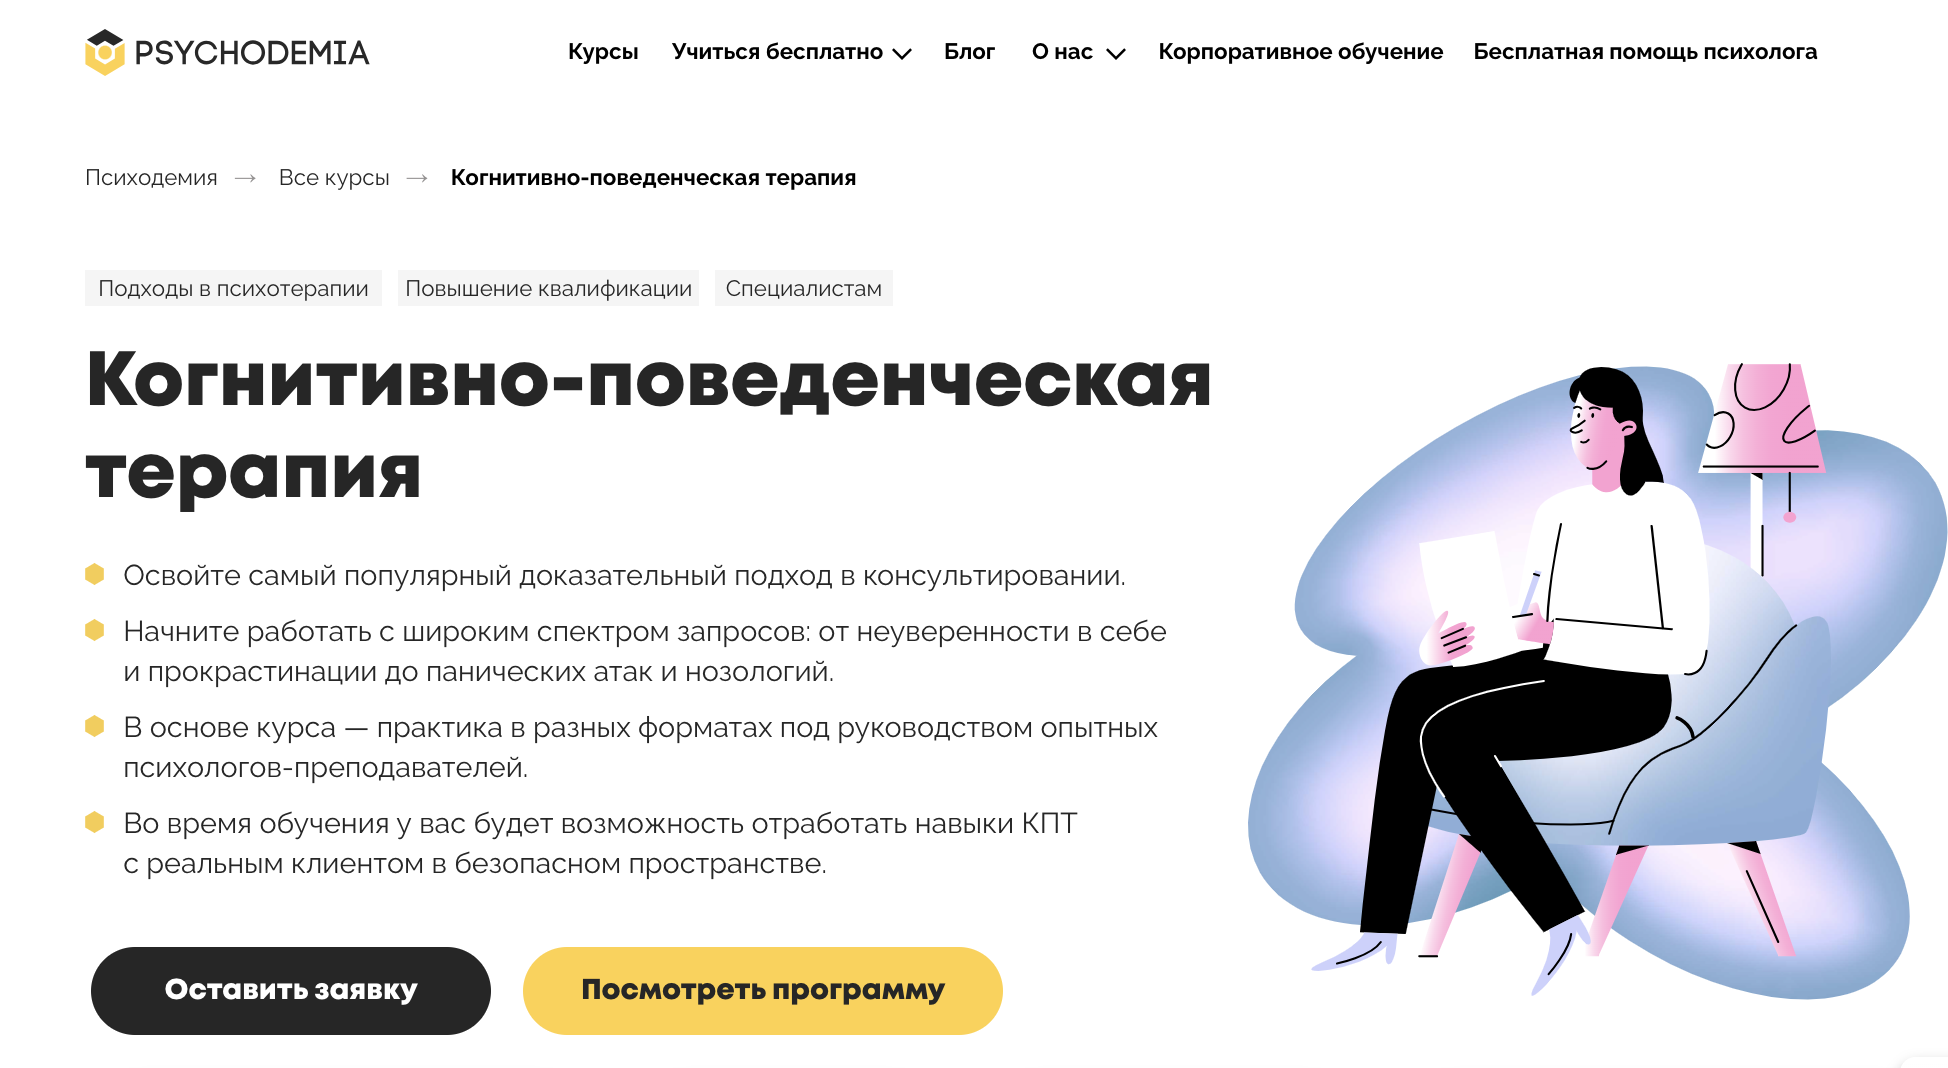 PSYCHODEMIA
Курсы Учиться бесплатно Блог О нас Корпоративное обучение Бесплатная помощь психолога
Психодемия → Все курсы → Когнитивно-поведенческая терапия
Подходы в психотерапии Повышение квалификации Специалистам
Когнитивно-поведенческая
терапия
Освойте самый популярный доказательный подход в консультировании.
Начните работать с широким спектром запросов: от неуверенности в себе
и прокрастинации до панических атак и нозологий.
В основе курса — практика в разных форматах под руководством опытных
психологов-преподавателей.
Во время обучения у вас будет возможность отработать навыки КПТ
с реальным клиентом в безопасном пространстве.
Оставить заявку Посмотреть программу